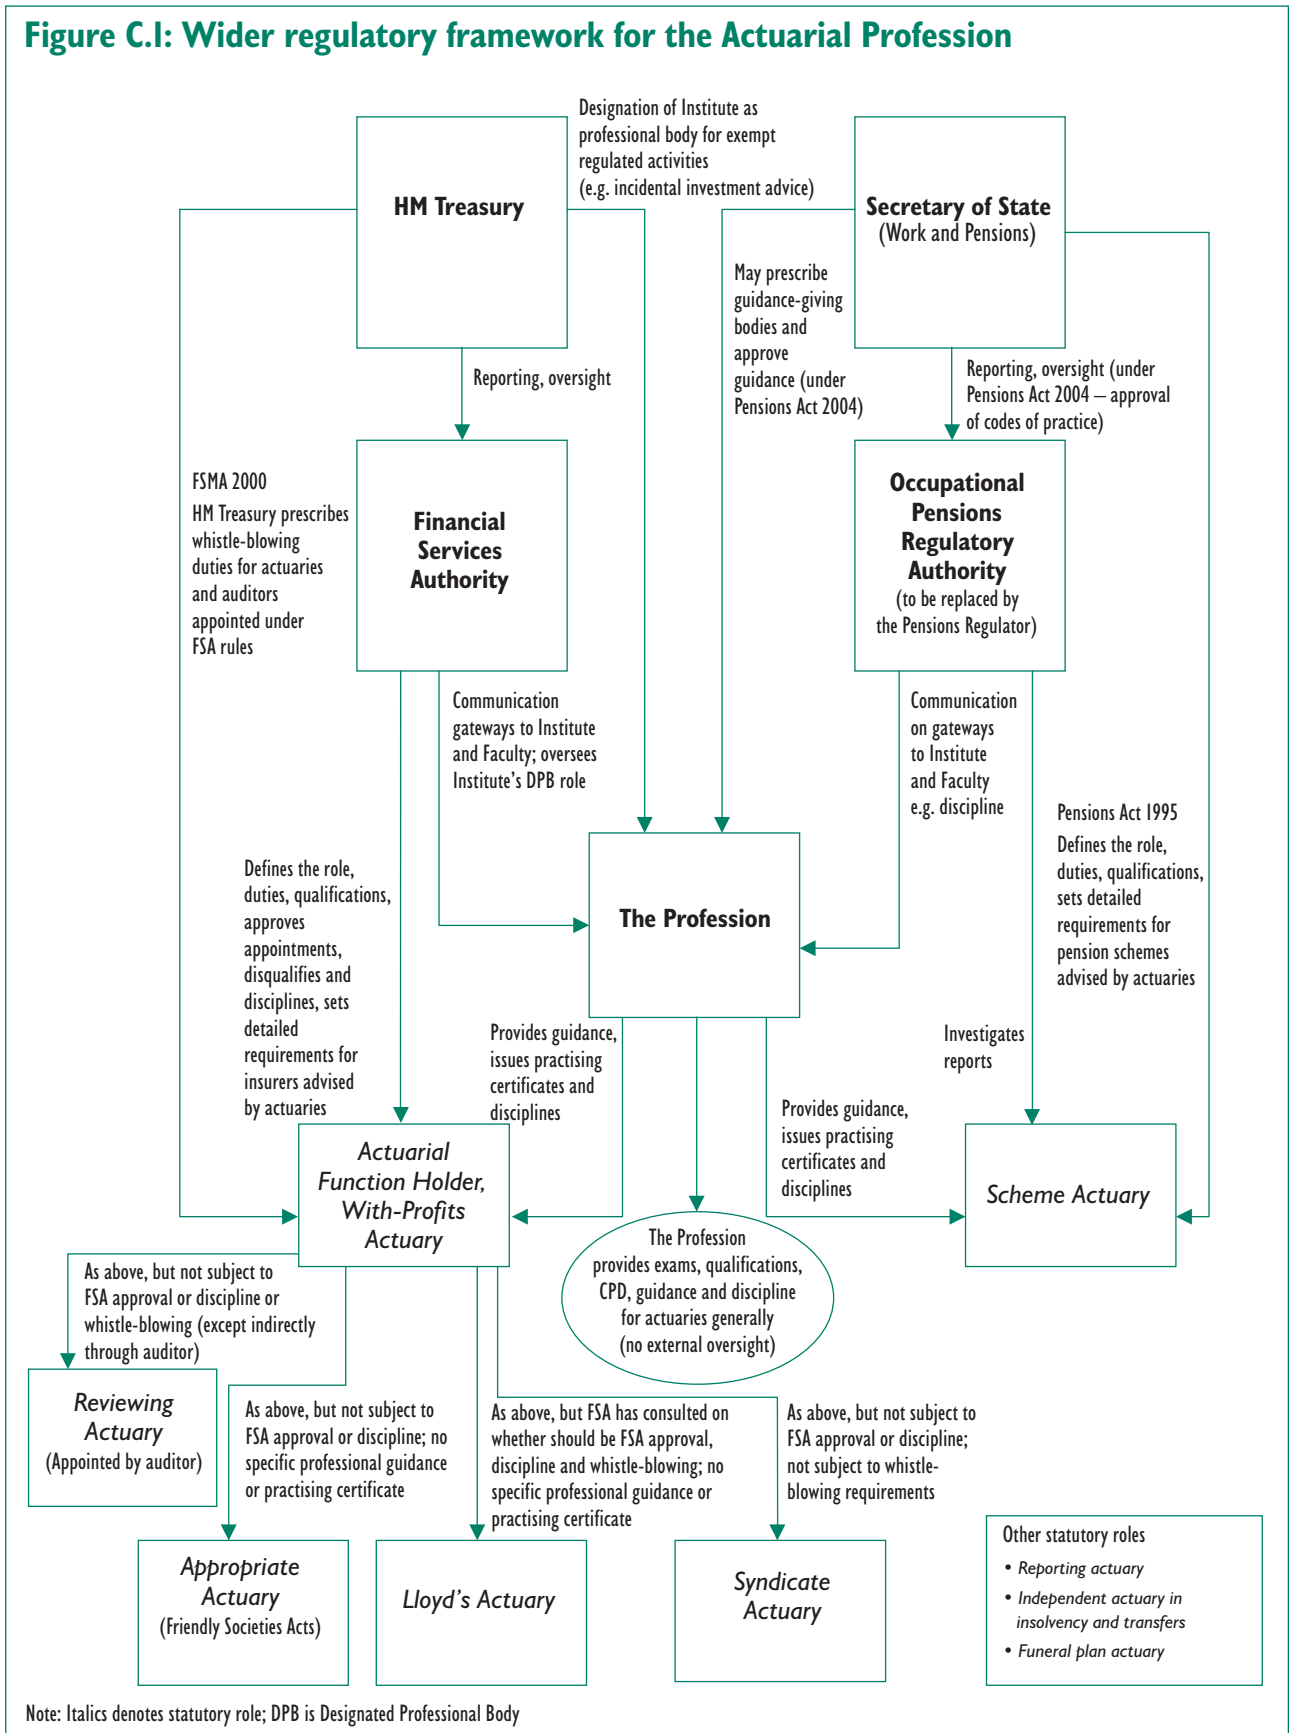 Figure C.1: Wider regulatory framework for the Actuarial Profession
Designation of Institute as
professional body for exempt
regulated activities
(e.g. incidental investment advice)
HM Treasury
Secretary of State
(Work and Pensions)
May prescribe
guidance-giving
bodies and
approve
guidance (under
Pensions Act 2004)
Reporting, oversight
Reporting, oversight (under
Pensions Act 2004 – approval
of codes of practice)
FSMA 2000
HM Treasury prescribes
whistle-blowing
duties for actuaries
and auditors
appointed under
FSA rules
Financial
Services
Authority
Occupational
Pensions
Regulatory
Authority
(to be replaced by
the Pensions Regulator)
Communication
gateways to Institute
and Faculty; oversees
Institute's DPB role
Communication
on gateways
to Institute
and Faculty
e.g. discipline
Pensions Act 1995
Defines the role,
duties, qualifications,
sets detailed
requirements for
pension schemes
advised by actuaries
Defines the role,
duties, qualifications,
approves
appointments,
disqualifies and
disciplines, sets
detailed
requirements for
insurers advised
by actuaries
The Profession
Provides guidance,
issues practising
certificates and
disciplines
Investigates
reports
Provides guidance,
issues practising
certificates and
disciplines
Actuarial
Function Holder,
With-Profits
Actuary
Scheme Actuary
The Profession
provides exams, qualifications,
CPD, guidance and discipline
for actuaries generally
(no external oversight)
As above, but not subject to
FSA approval or discipline or
whistle-blowing (except indirectly
through auditor)
Reviewing
Actuary
(Appointed by auditor)
As above, but not subject to
FSA approval or discipline; no
specific professional guidance
or practising certificate
As above, but FSA has consulted on
whether should be FSA approval,
discipline and whistle-blowing; no
specific professional guidance or
practising certificate
As above, but not subject to
FSA approval or discipline;
not subject to whistle-
blowing requirements
Appropriate
Actuary
(Friendly Societies Acts)
Lloyd's Actuary
Syndicate
Actuary
Other statutory roles
• Reporting actuary
• Independent actuary in
insolvency and transfers
• Funeral plan actuary
Note: Italics denotes statutory role; DPB is Designated Professional Body